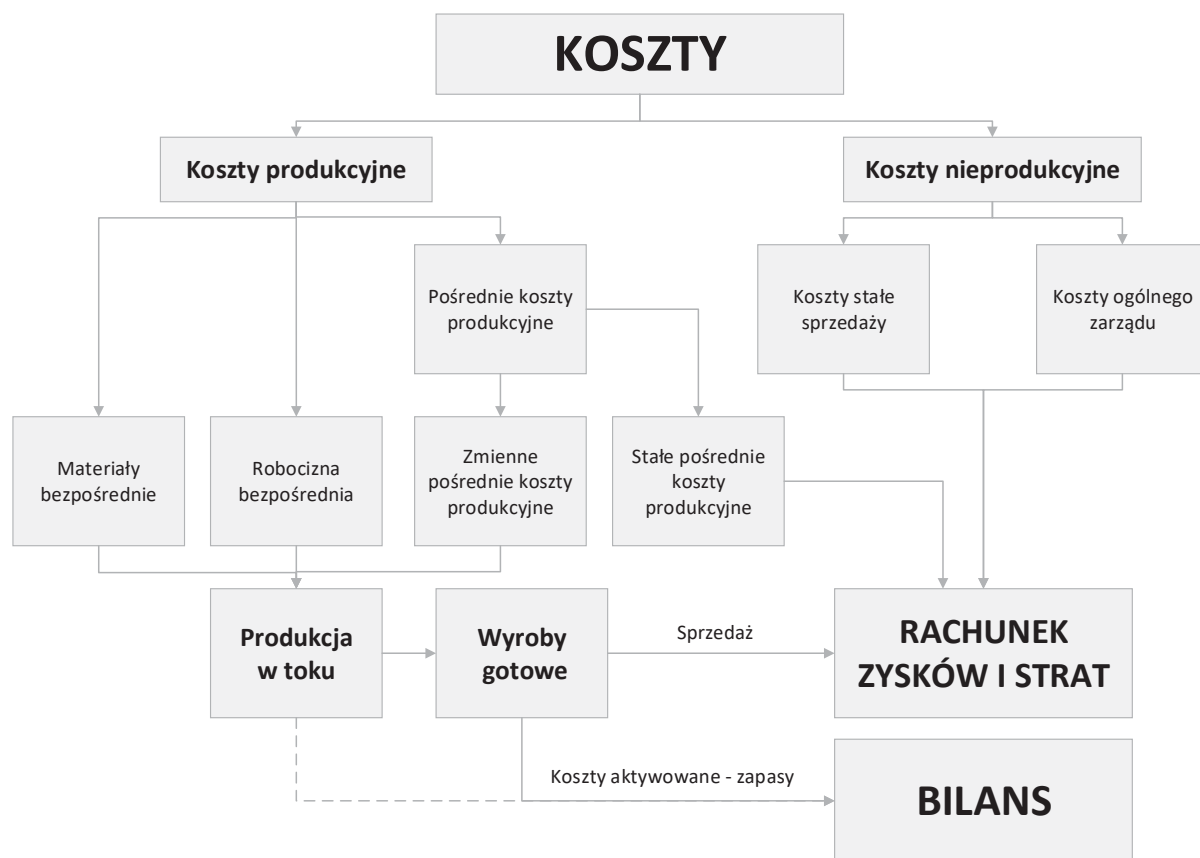 KOSZTY
Koszty produkcyjne
Koszty nieprodukcyjne
Pośrednie koszty
produkcyjne
Koszty stałe
sprzedaży
Koszty ogólnego
zarządu
Materiały
bezpośrednie
Robocizna
bezpośrednia
Zmienne
pośrednie koszty
produkcyjne
Stałe pośrednie
koszty
produkcyjne
Produkcja
w toku
Wyroby
gotowe
Sprzedaż
RACHUNEK
ZYSKÓW I STRAT
Koszty aktywowane - zapasy
BILANS